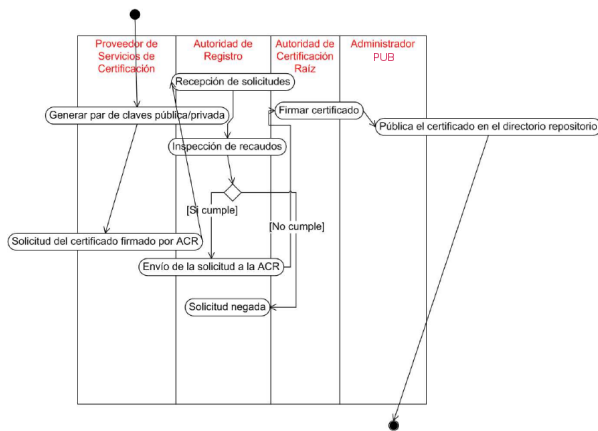 Proveedor de
Servicios de
Certificación
Autoridad de
Registro
Autoridad de
Certificación
Raíz
Administrador
PUB
Recepción de solicitudes
Generar par de claves pública/privada
Firmar certificado
Pública el certificado en el directorio repositorio
Inspección de recaudos
[Si cumple]
[No cumple]
Solicitud del certificado firmado por ACR
Envío de la solicitud a la ACR
Solicitud negada